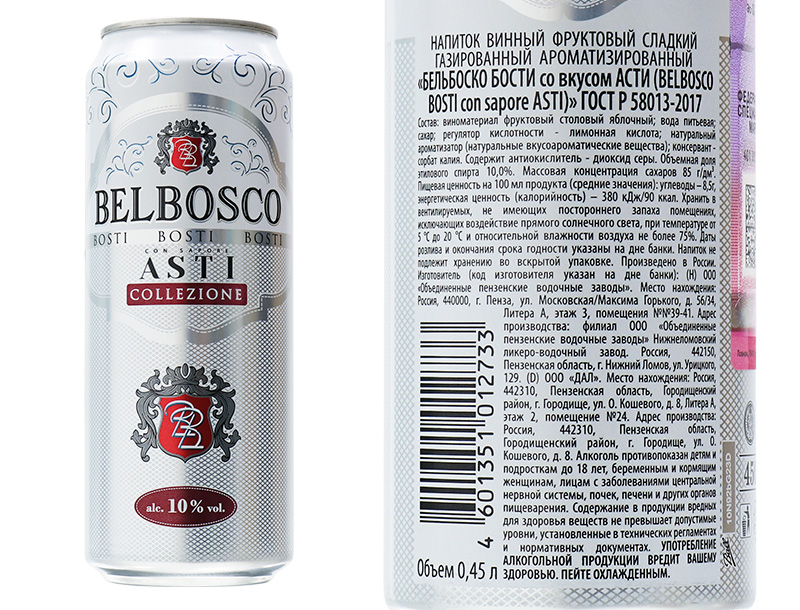 BELBOSCO
BOSTI BOSTI BOSTI
CON SAPORE
ASTI
COLLEZIONE
alc. 10% vol.
НАПИТОК ВИННЫЙ ФРУКТОВЫЙ СЛАДКИЙ
ГАЗИРОВАННЫЙ АРОМАТИЗИРОВАННЫЙ
«БЕЛЬБОСКО БОСТИ со вкусом АСТИ (BELBOSCO
BOSTI con sapore ASTI)» ГОСТ Р 58013-2017
Состав: виноматериал фруктовый столовый яблочный; вода питьевая;
сахар; регулятор кислотности - лимонная кислота; натуральный
ароматизатор (натуральные вкусоароматические вещества); консервант -
сорбат калия. Содержит антиокислитель - диоксид серы. Объемная доля
этилового спирта 10,0%. Массовая концентрация сахаров 85 г/дм³.
Пищевая ценность на 100 мл продукта (средние значения): углеводы – 8,5г,
энергетическая ценность (калорийность) – 380 кДж/90 ккал. Хранить в
вентилируемых, не имеющих постороннего запаха помещениях,
исключающих воздействие прямого солнечного света, при температуре от
5 °С до 20 °С и относительной влажности воздуха не более 75%. Даты
розлива и окончания срока годности указаны на дне банки. Напиток не
подлежит хранению во вскрытой упаковке. Произведено в России.
Изготовитель (код изготовителя указан на дне банки): (Н) ООО
«Объединенные пензенские водочные заводы». Место нахождения:
Россия, 440000, г. Пенза, ул. Московская/Максима Горького, д. 56/34,
Литера А, этаж 3, помещения №№39-41. Адрес
производства: филиал ООО «Объединенные
пензенские водочные заводы» Нижнеломовский
ликеро-водочный завод. Россия, 442150,
Пензенская область, г. Нижний Ломов, ул. Урицкого,
129. (D) ООО «ДАЛ». Место нахождения: Россия,
442310, Пензенская область, Городищенский
район, г. Городище, ул. О. Кошевого, д. 8, Литера А,
этаж 2, помещение №24. Адрес производства:
Россия, 442310, Пензенская область,
Городищенский район, г. Городище, ул. О.
Кошевого, д. 8. Алкоголь противопоказан детям и
подросткам до 18 лет, беременным и кормящим
женщинам, лицам с заболеваниями центральной
нервной системы, почек, печени и других органов
пищеварения. Содержание в продукции вредных
для здоровья веществ не превышает допустимые
уровни, установленные в технических регламентах
и нормативных документах. УПОТРЕБЛЕНИЕ
АЛКОГОЛЬНОЙ ПРОДУКЦИИ ВРЕДИТ ВАШЕМУ
ЗДОРОВЬЮ. ПЕЙТЕ ОХЛАЖДЕННЫМ.
4 601351 012733
Объем 0,45 л
Ball